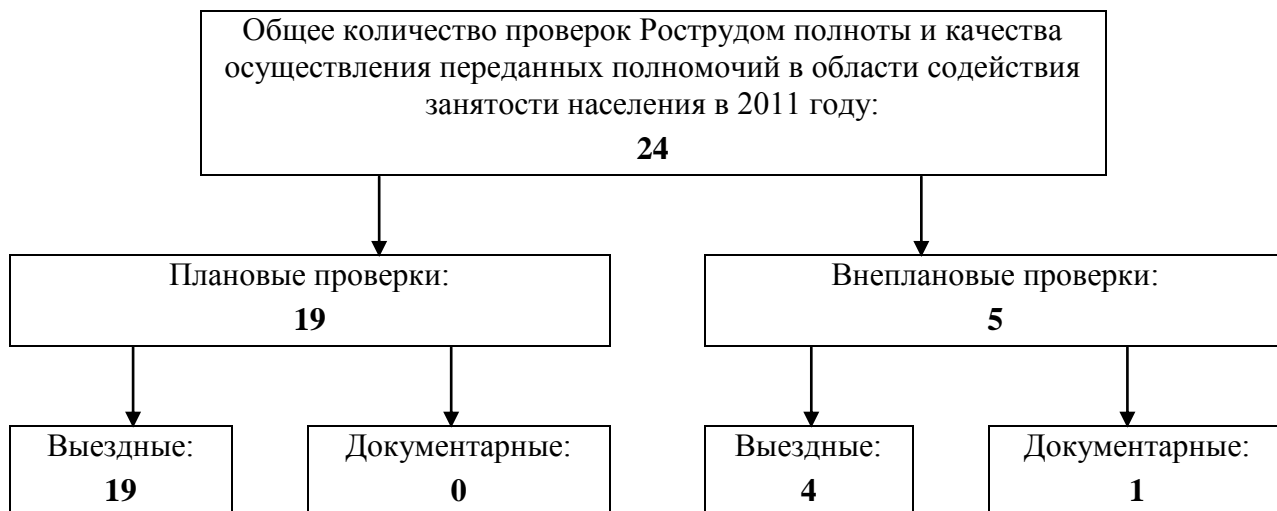 Общее количество проверок Рострудом полноты и качества
осуществления переданных полномочий в области содействия
занятости населения в 2011 году:
24
Плановые проверки:
19
Внеплановые проверки:
5
Выездные:
19
Документарные:
0
Выездные:
4
Документарные:
1